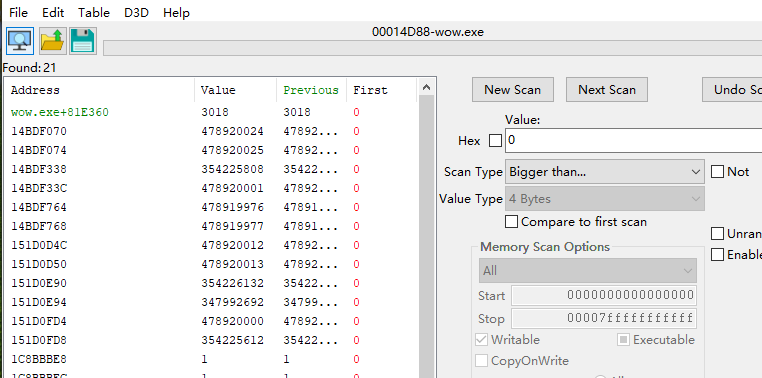 File Edit Table D3D Help
00014D88-wow.exe
Found: 21
Address Value Previous First
wow.exe+81E360 3018 3018 0
14BDF070 478920024 47892... 0
14BDF074 478920025 47892... 0
14BDF338 354225808 35422... 0
14BDF33C 478920001 47892... 0
14BDF764 478919976 47891... 0
14BDF768 478919977 47891... 0
151D0D4C 478920012 47892... 0
151D0D50 478920013 47892... 0
151D0E90 354226132 35422... 0
151D0E94 347992692 34799... 0
151D0FD4 478920000 47892... 0
151D0FD8 354225612 35422... 0
1C8BBBE8 1 1 0
New Scan Next Scan Undo Sc
Value:
Hex 0
Scan Type Bigger than... Not
Value Type 4 Bytes
Compare to first scan
Unran
Enable
Memory Scan Options
All
Start 0000000000000000
Stop 00007fffffffffff
Writable Executable
CopyOnWrite